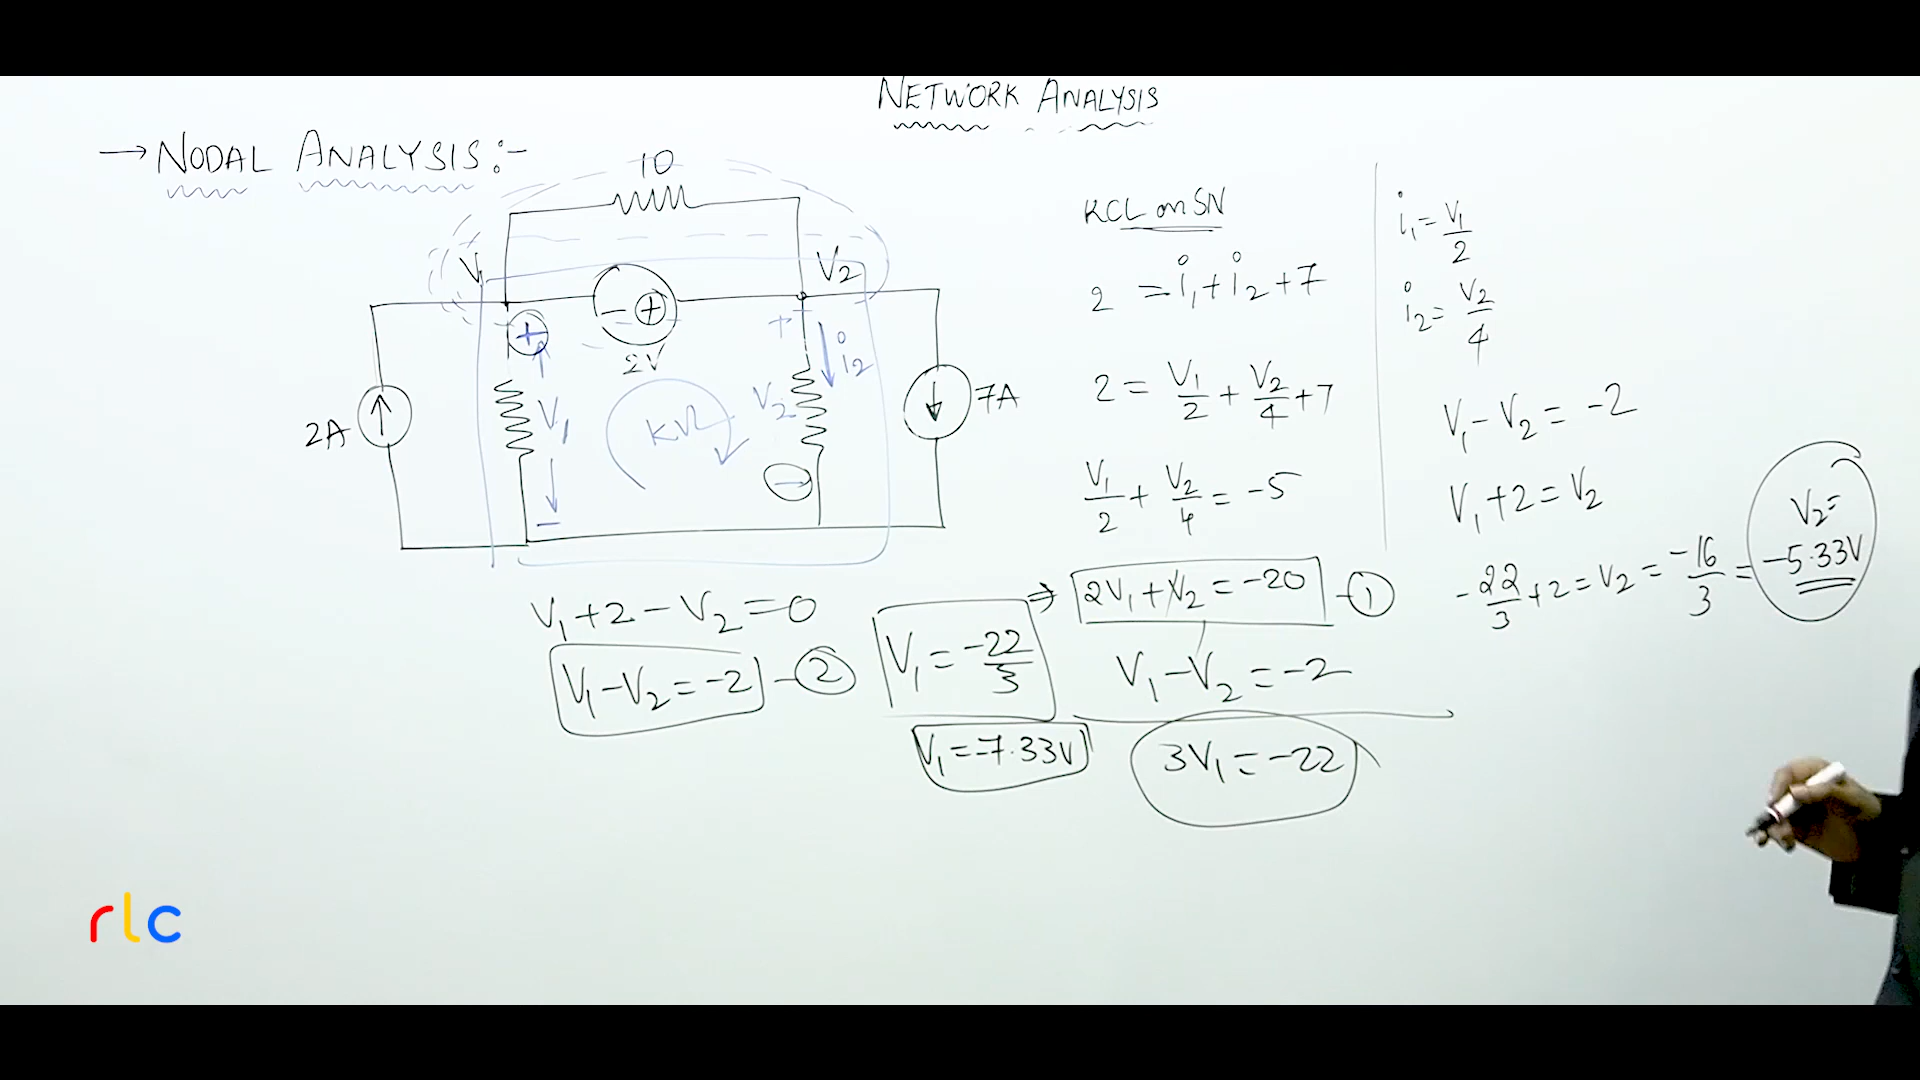 NETWORK ANALYSIS
→ NODAL ANALYSIS:-
10
V1
V2
- +
2V
+
+
i2
V1
V2
KVL
2A
7A
-
-
V1+2-V2=0
V1-V2=-2 - 2
KCL on SN
2 = i1+i2+7
2 = V1/2 + V2/4 + 7
V1/2 + V2/4 = -5
⇒ 2V1+V2=-20 - 1
V1-V2=-2
3V1=-22
V1=-22/3
V1=-7.33V
i1=V1/2
i2=V2/4
V1-V2=-2
V1+2=V2
-22/3+2=V2=-16/3=
V2=
-5.33V
rlc